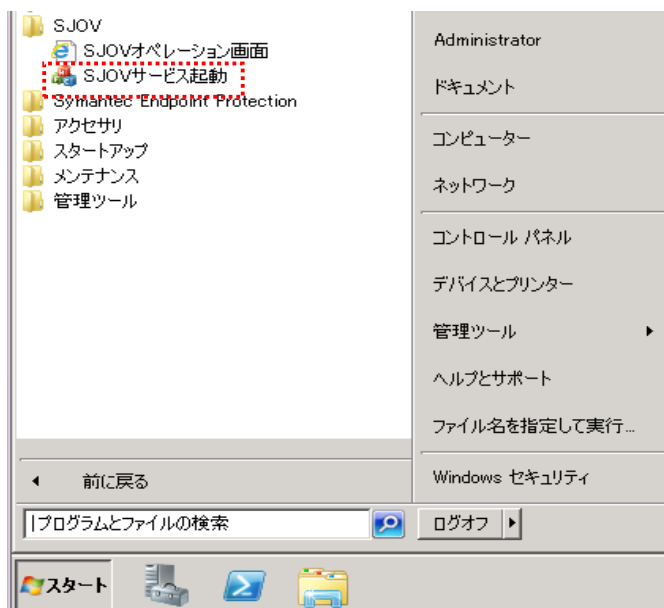 SJOV
SJOVオペレーション画面
SJOVサービス起動
Symantec Endpoint Protection
アクセサリ
スタートアップ
メンテナンス
管理ツール
前に戻る
プログラムとファイルの検索
Administrator
ドキュメント
コンピューター
ネットワーク
コントロール パネル
デバイスとプリンター
管理ツール
ヘルプとサポート
ファイル名を指定して実行...
Windows セキュリティ
ログオフ
スタート